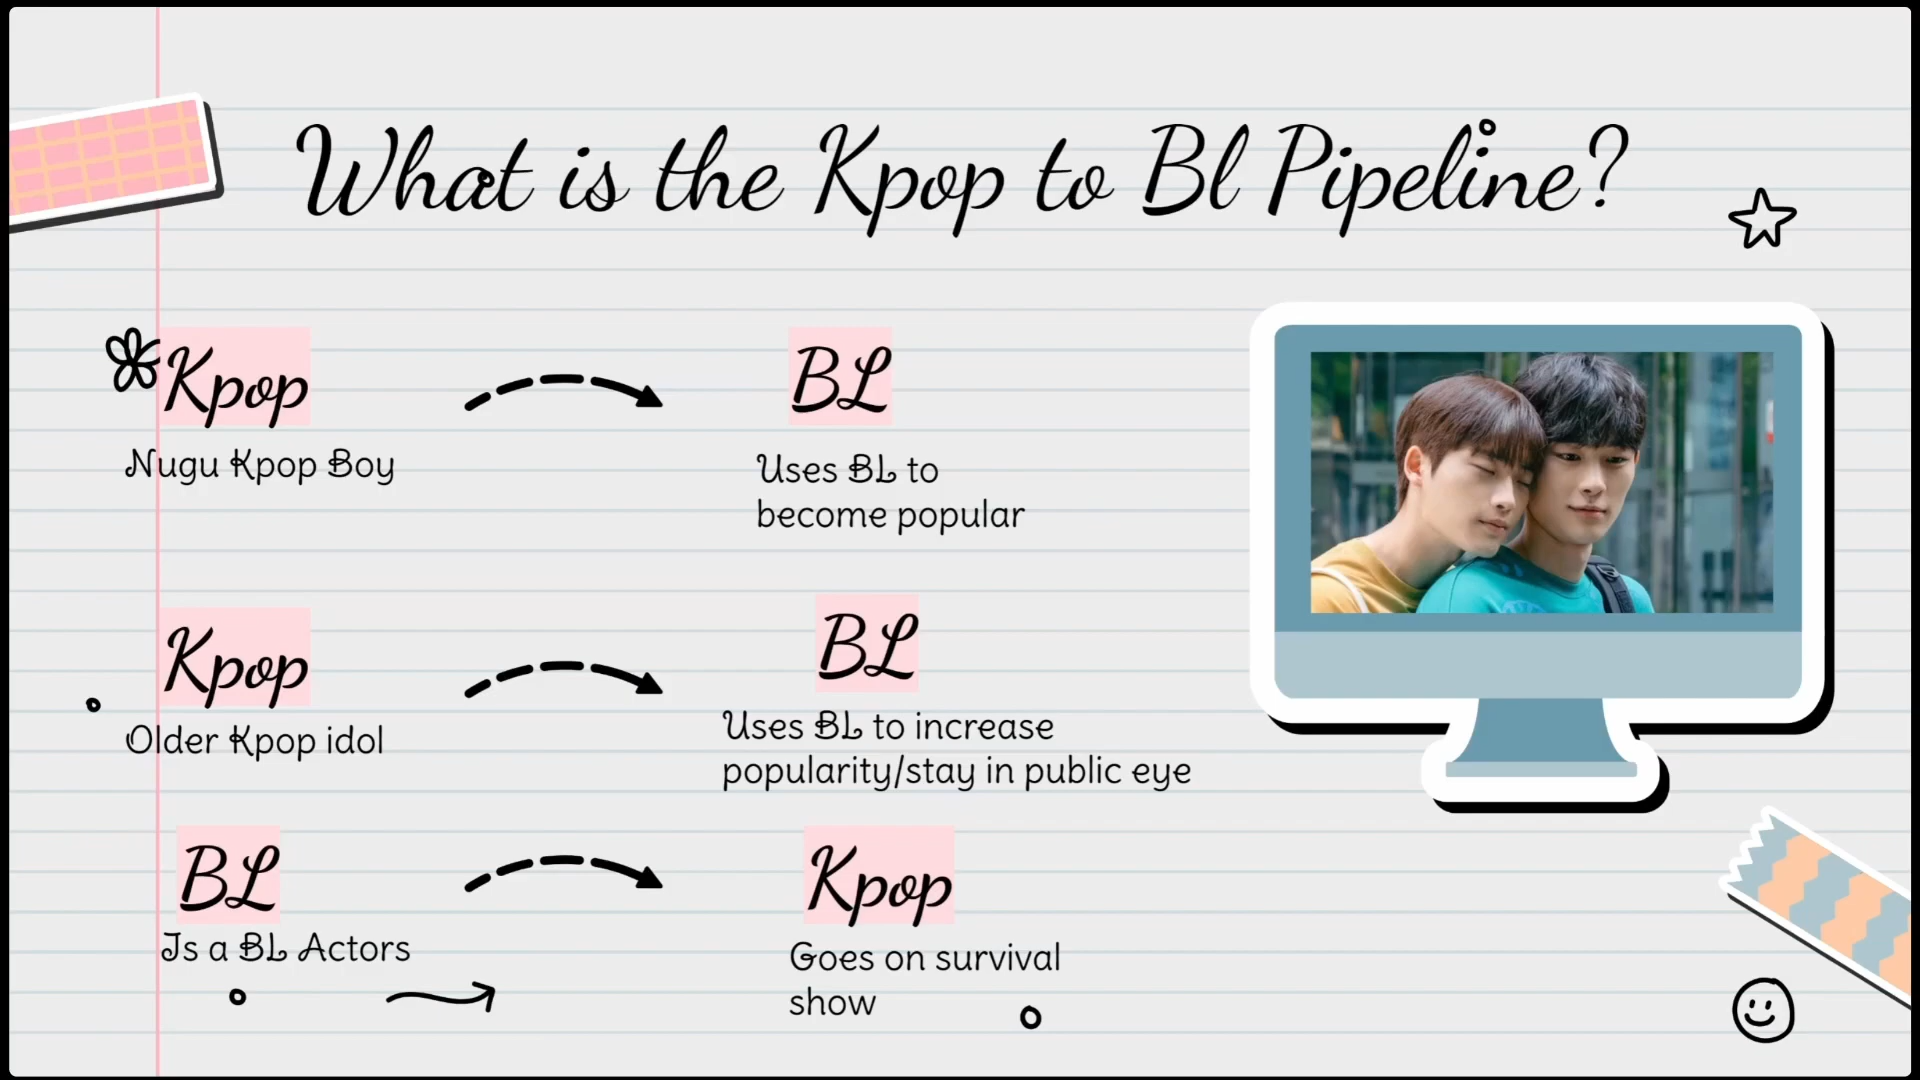 What is the Kpop to Bl Pipeline?
Kpop
BL
Nugu Kpop Boy
Uses BL to
become popular
Kpop
BL
Older Kpop idol
Uses BL to increase
popularity/stay in public eye
BL
Kpop
Is a BL Actors
Goes on survival
show